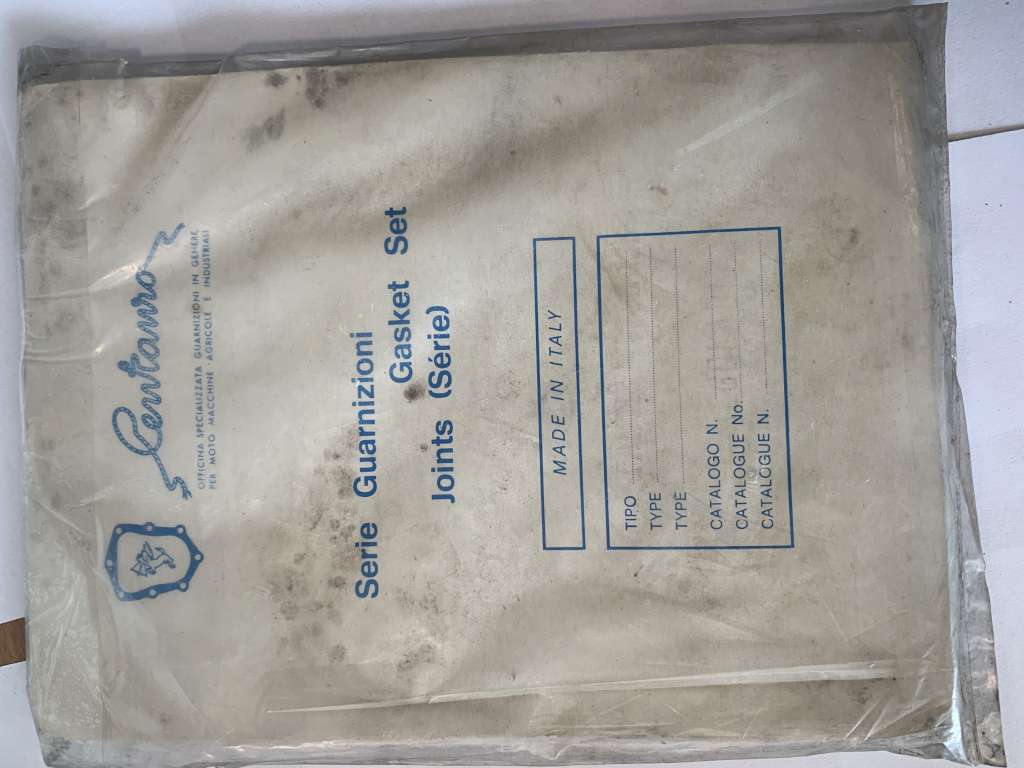 Centauro
OFFICINA SPECIALIZZATA GUARNIZIONI IN GENERE
PER MOTO MACCHINE AGRICOLE E INDUSTRIALI
Serie Guarnizioni
Gasket Set
Joints (Série)
MADE IN ITALY
TIPO
TYPE
TYPE
CATALOGO N.
CATALOGUE No.
CATALOGUE N.